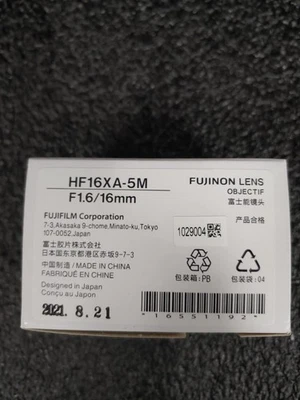 HF16XA-5M
F1.6/16mm
FUJIFILM Corporation
7-3,Akasaka 9-chome,Minato-ku,Tokyo
107-0052,Japan
富士胶片株式会社
日本国东京都港区赤坂9-7-3
中国制造 / MADE IN CHINA
FABRIQUÉ EN CHINE
Designed in Japan
Conçu au Japon
2021. 8. 21
FUJINON LENS
OBJECTIF
富士能镜头
产品合格
1029004
包装箱:PB
包装袋:04
*16551192*